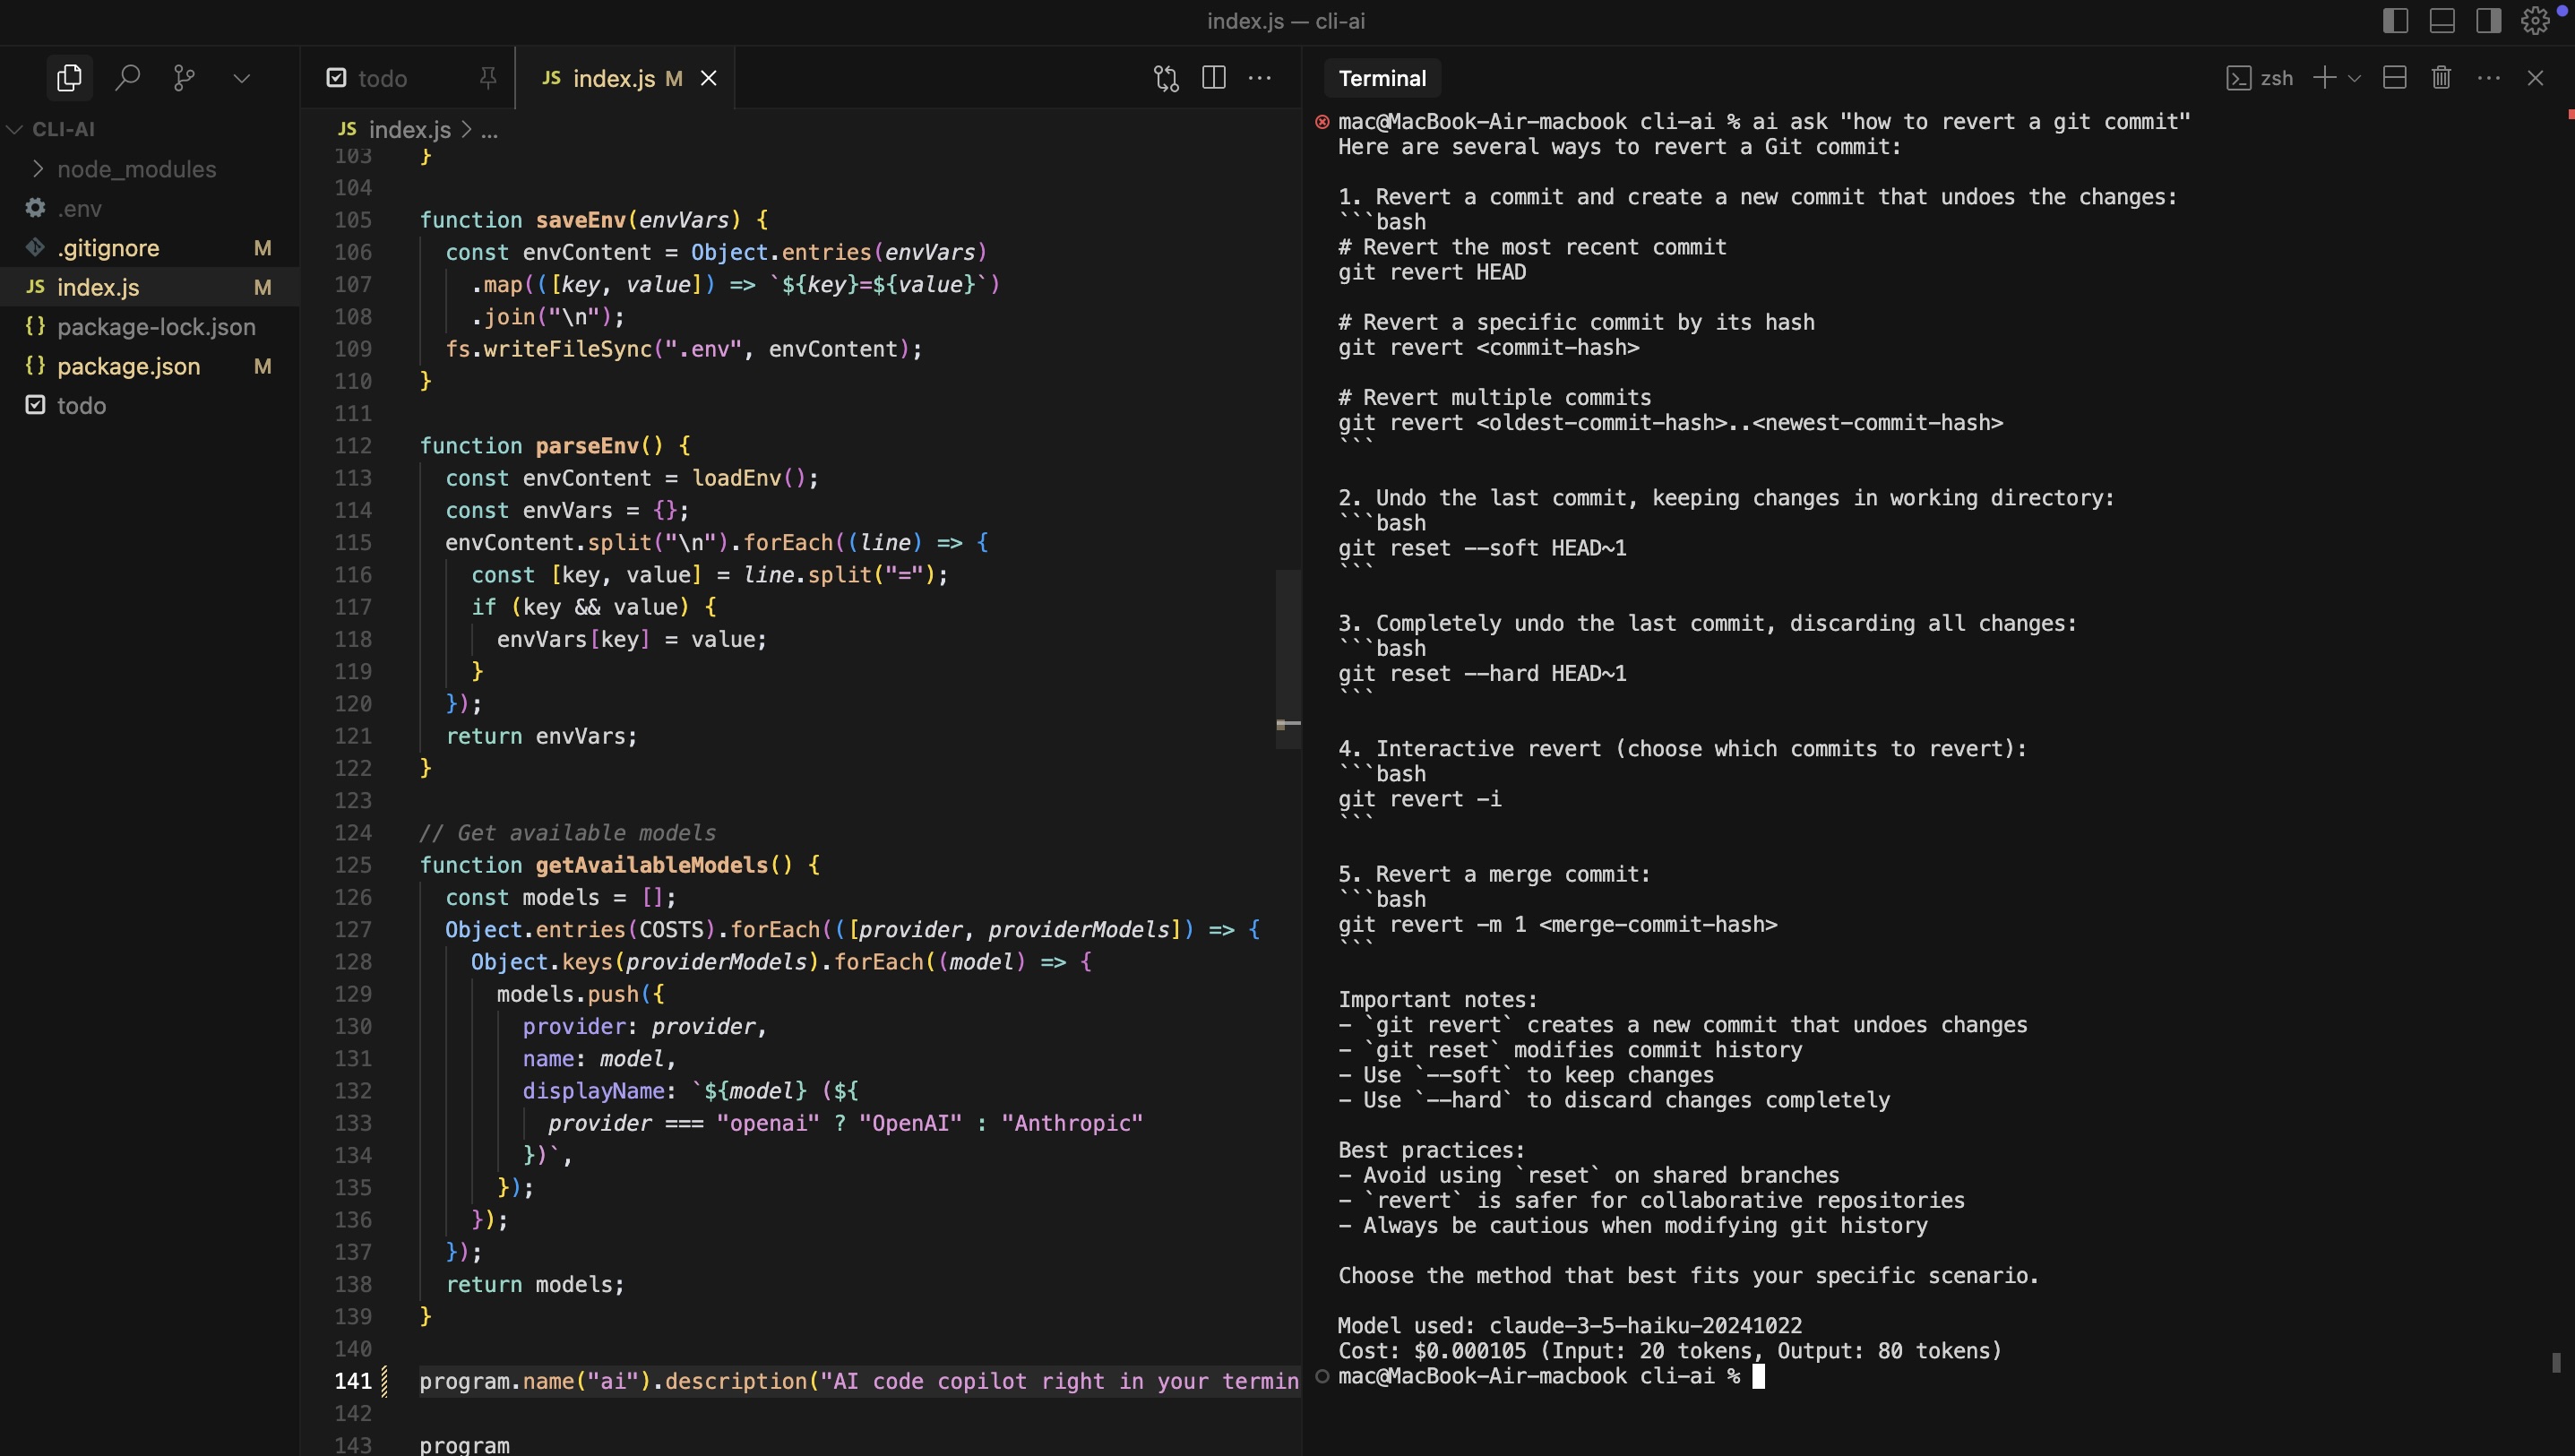 index.js — cli-ai
CLI-AI
node_modules
.env
.gitignore M
JS index.js M
{} package-lock.json
{} package.json M
todo
todo
JS index.js M
JS index.js > ...
103 }
104
105 function saveEnv(envVars) {
106 const envContent = Object.entries(envVars)
107 .map(([key, value]) => `${key}=${value}`)
108 .join("\n");
109 fs.writeFileSync(".env", envContent);
110 }
111
112 function parseEnv() {
113 const envContent = loadEnv();
114 const envVars = {};
115 envContent.split("\n").forEach((line) => {
116 const [key, value] = line.split("=");
117 if (key && value) {
118 envVars[key] = value;
119 }
120 });
121 return envVars;
122 }
123
124 // Get available models
125 function getAvailableModels() {
126 const models = [];
127 Object.entries(COSTS).forEach(([provider, providerModels]) => {
128 Object.keys(providerModels).forEach((model) => {
129 models.push({
130 provider: provider,
131 name: model,
132 displayName: `${model} (${
133 provider === "openai" ? "OpenAI" : "Anthropic"
134 })`,
135 });
136 });
137 });
138 return models;
139 }
140
141 program.name("ai").description("AI code copilot right in your termin
142
143 program
Terminal
zsh
mac@MacBook-Air-macbook cli-ai % ai ask "how to revert a git commit"
Here are several ways to revert a Git commit:
1. Revert a commit and create a new commit that undoes the changes:
```bash
# Revert the most recent commit
git revert HEAD
# Revert a specific commit by its hash
git revert <commit-hash>
# Revert multiple commits
git revert <oldest-commit-hash>..<newest-commit-hash>
```
2. Undo the last commit, keeping changes in working directory:
```bash
git reset --soft HEAD~1
```
3. Completely undo the last commit, discarding all changes:
```bash
git reset --hard HEAD~1
```
4. Interactive revert (choose which commits to revert):
```bash
git revert -i
```
5. Revert a merge commit:
```bash
git revert -m 1 <merge-commit-hash>
```
Important notes:
- `git revert` creates a new commit that undoes changes
- `git reset` modifies commit history
- Use `--soft` to keep changes
- Use `--hard` to discard changes completely
Best practices:
- Avoid using `reset` on shared branches
- `revert` is safer for collaborative repositories
- Always be cautious when modifying git history
Choose the method that best fits your specific scenario.
Model used: claude-3-5-haiku-20241022
Cost: $0.000105 (Input: 20 tokens, Output: 80 tokens)
mac@MacBook-Air-macbook cli-ai %